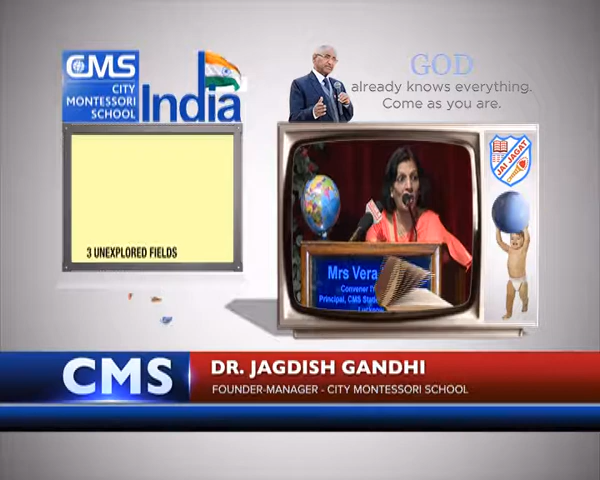 CMS
CITY
MONTESSORI
SCHOOL
India
GOD
already knows everything.
Come as you are.
3 UNEXPLORED FIELDS
JAI JAGAT
Mrs Vera
Convener
Principal, CMS
Lucknow
CMS
DR. JAGDISH GANDHI
FOUNDER-MANAGER - CITY MONTESSORI SCHOOL